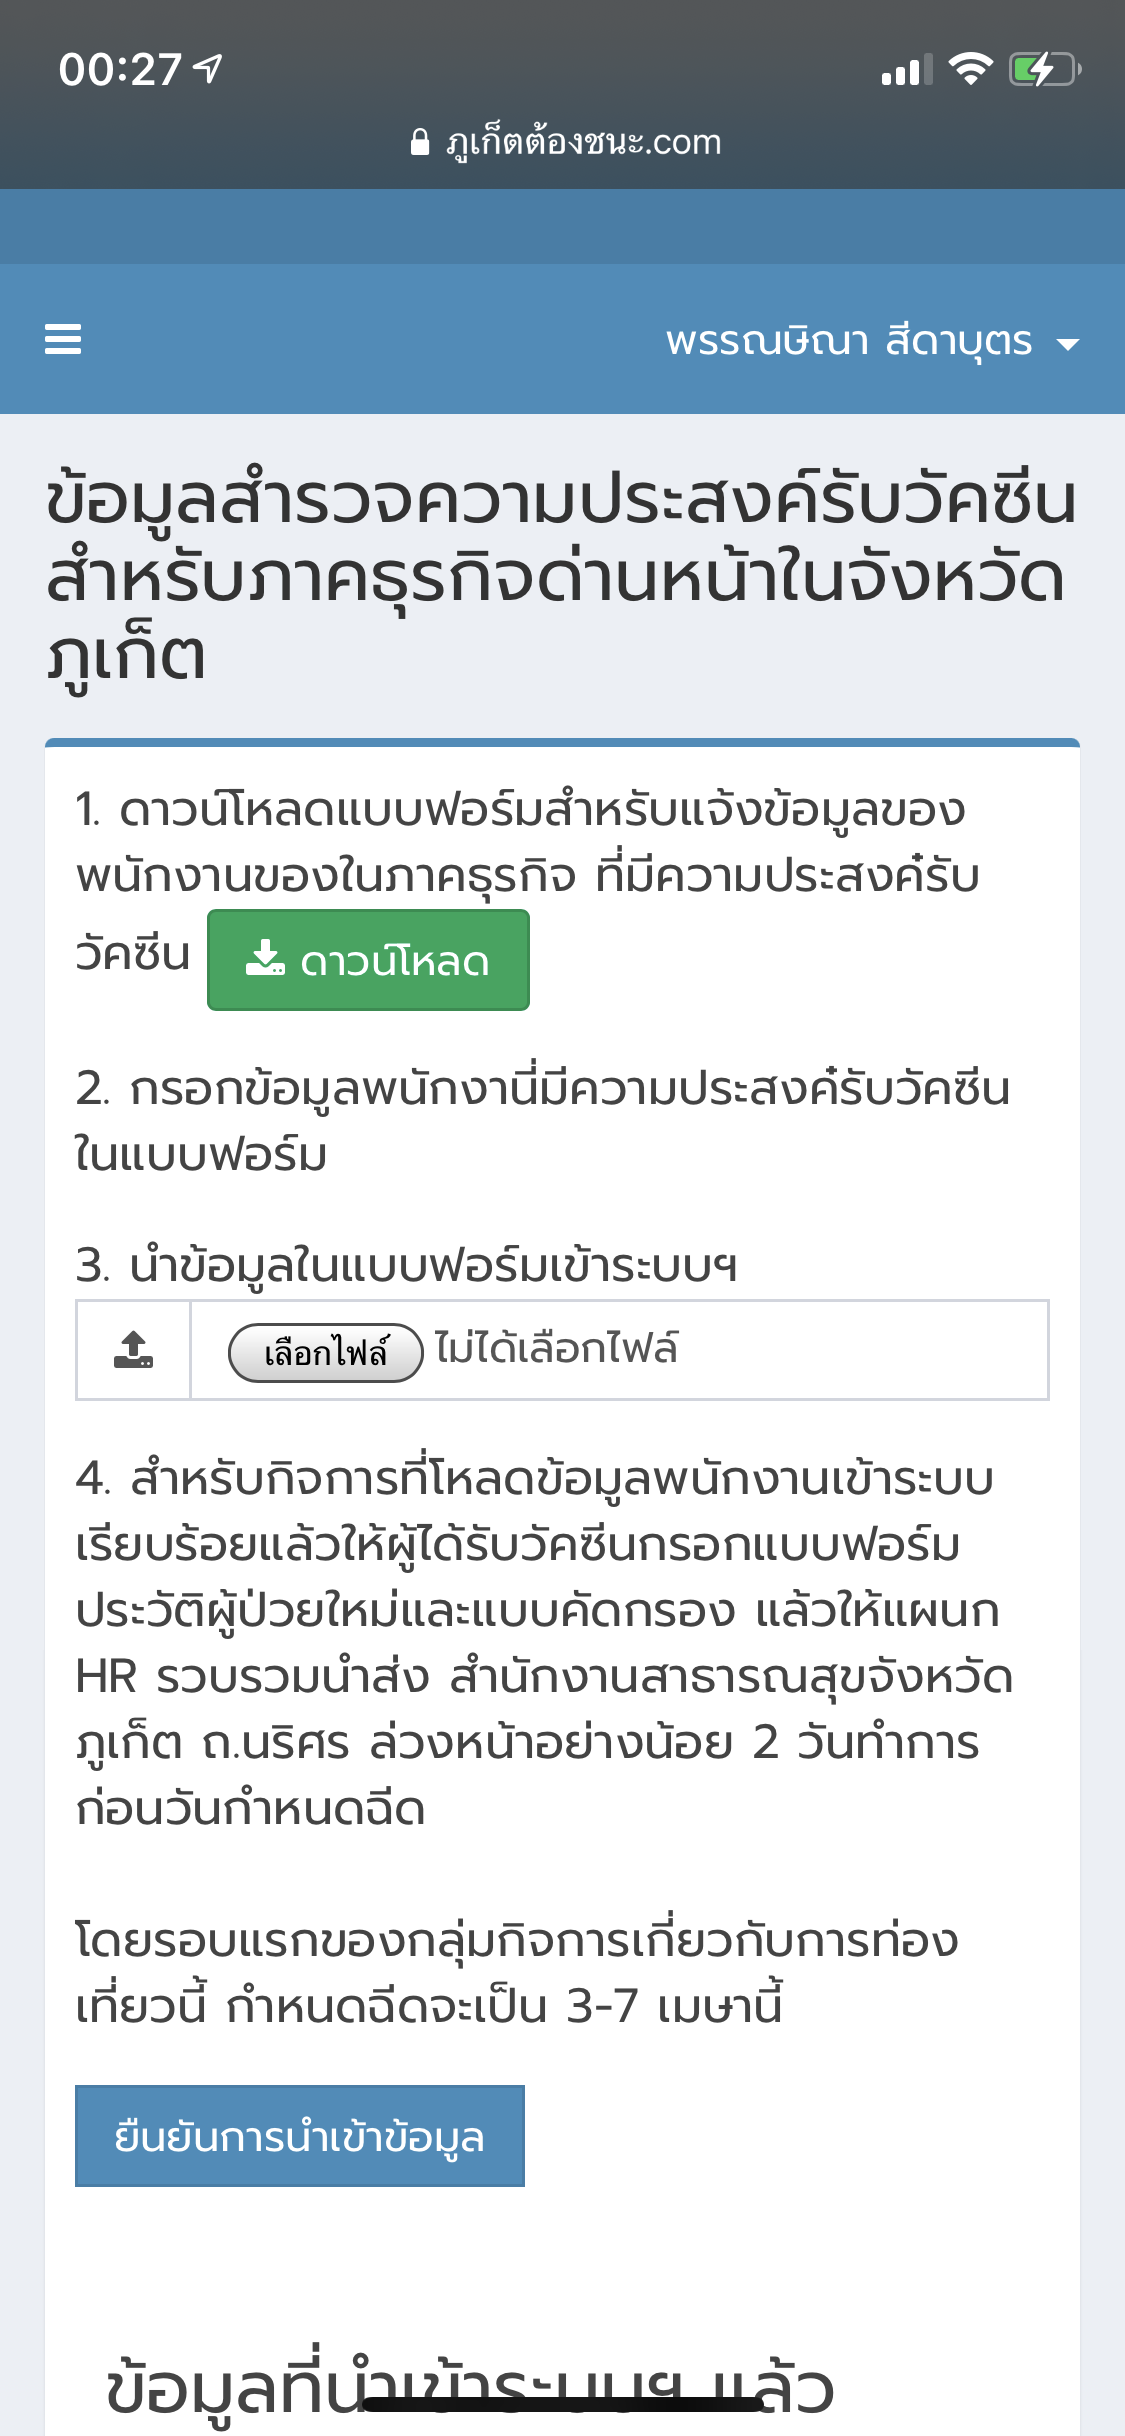 00:27
ภูเก็ตต้องชนะ.com
พรรณษิณา สีดาบุตร
ข้อมูลสำรวจความประสงค์รับวัคซีน
สำหรับภาคธุรกิจด่านหน้าในจังหวัด
ภูเก็ต
1. ดาวน์โหลดแบบฟอร์มสำหรับแจ้งข้อมูลของ
พนักงานของในภาคธุรกิจ ที่มีความประสงค๋รับ
วัคซีน ดาวน์โหลด
2. กรอกข้อมูลพนักงานี่มีความประสงค๋รับวัคซีน
ในแบบฟอร์ม
3. นำข้อมูลในแบบฟอร์มเข้าระบบฯ
เลือกไฟล์ ไม่ได้เลือกไฟล์
4. สำหรับกิจการที่โหลดข้อมูลพนักงานเข้าระบบ
เรียบร้อยแล้วให้ผู้ได้รับวัคซีนกรอกแบบฟอร์ม
ประวัติผู้ป่วยใหม่และแบบคัดกรอง แล้วให้แผนก
HR รวบรวมนำส่ง สำนักงานสาธารณสุขจังหวัด
ภูเก็ต ถ.นริศร ล่วงหน้าอย่างน้อย 2 วันทำการ
ก่อนวันกำหนดฉีด
โดยรอบแรกของกลุ่มกิจการเกี่ยวกับการท่อง
เที่ยวนี้ กำหนดฉีดจะเป็น 3-7 เมษานี้
ยืนยันการนำเข้าข้อมูล
ข้อมูลที่นำเข้าระบบฯ แล้ว